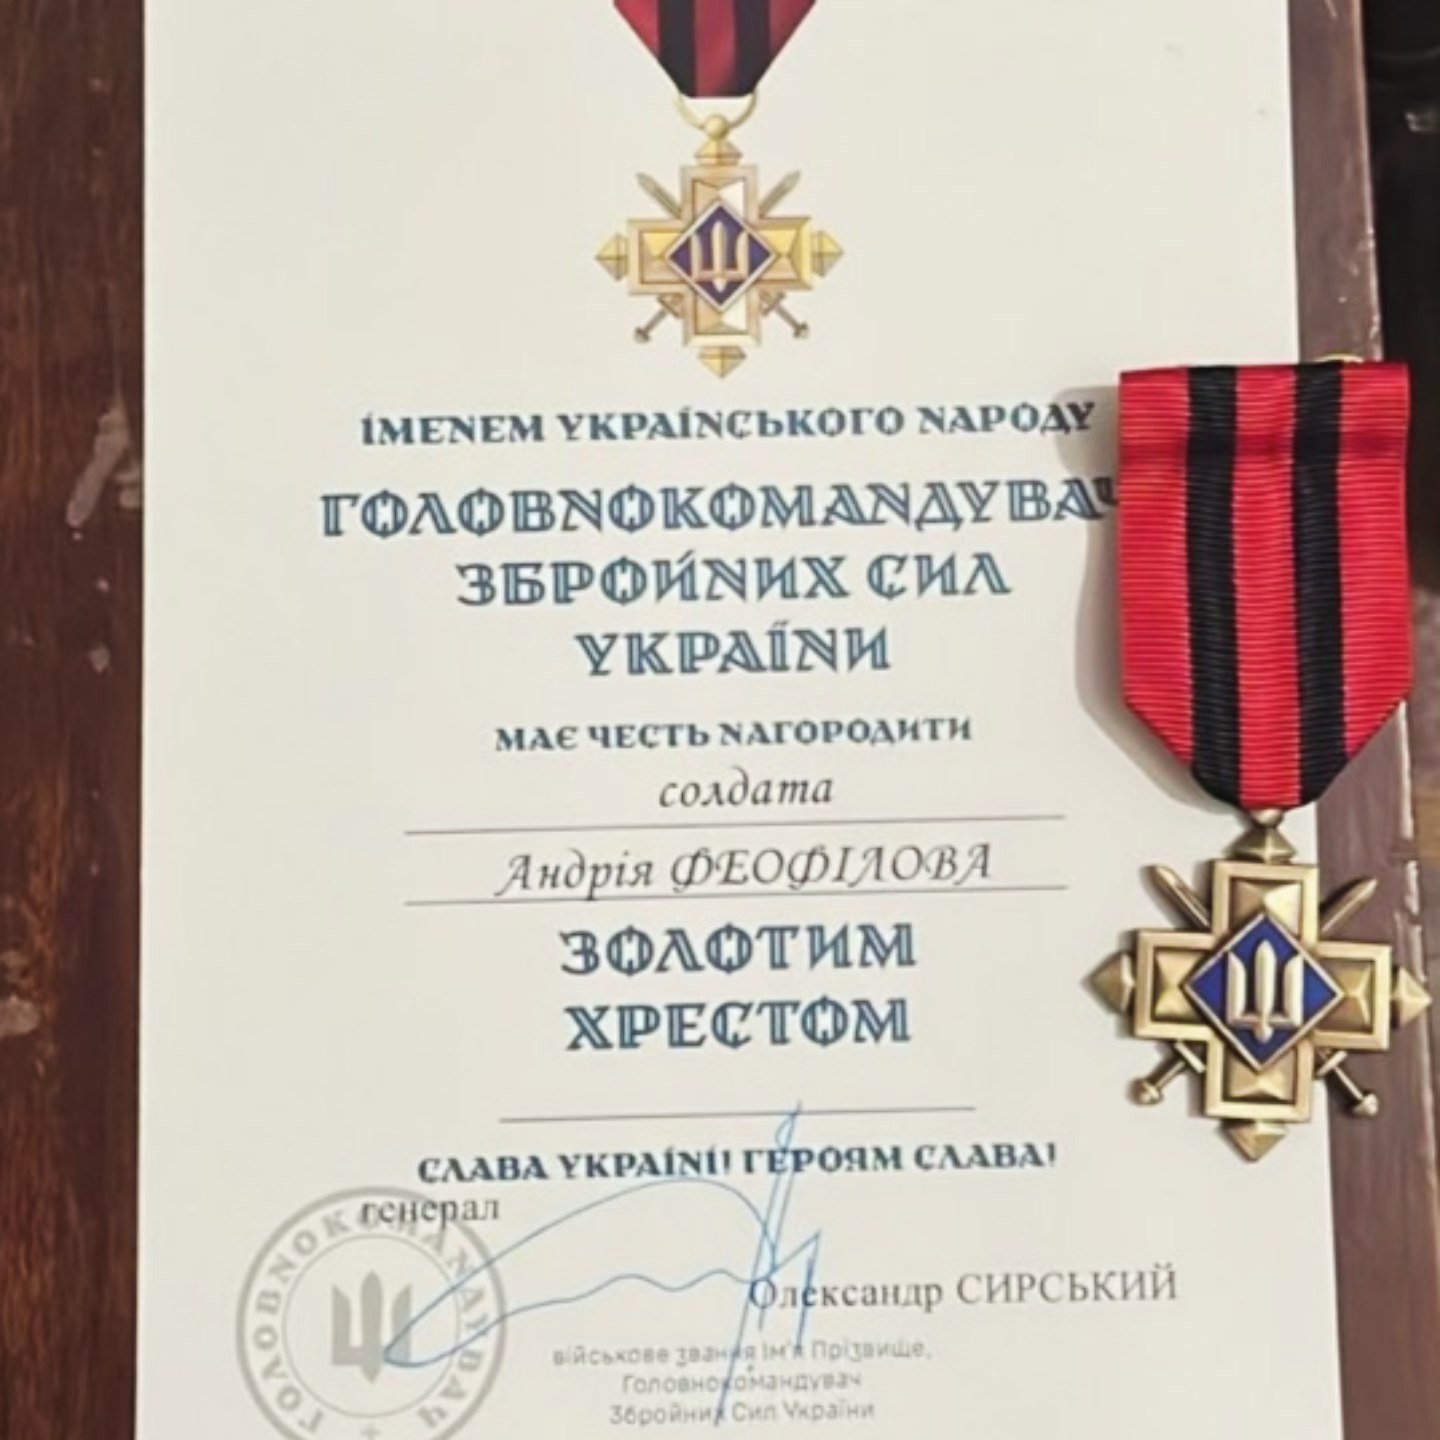 ІМЕНЕМ УКРАЇНСЬКОГО НАРОДУ
ГОЛОВНОКОМАНДУВАЧ
ЗБРОЙНИХ СИЛ
УКРАЇНИ
МАЄ ЧЕСТЬ НАГОРОДИТИ
солдата
Андрія ФЕОФІЛОВА
ЗОЛОТИМ
ХРЕСТОМ
СЛАВА УКРАЇНІ! ГЕРОЯМ СЛАВА!
генерал
Олександр СИРСЬКИЙ
військове звання Ім'я Прізвище,
Головнокомандувач
Збройних Сил України
ГОЛОВНОКОМАНДУВАЧ